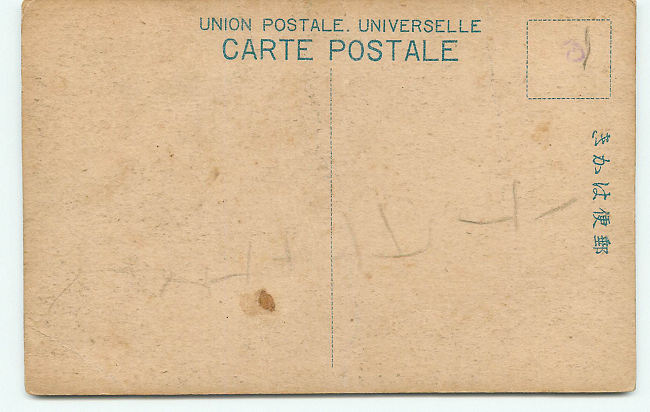 UNION POSTALE. UNIVERSELLE
CARTE POSTALE
郵便はかき